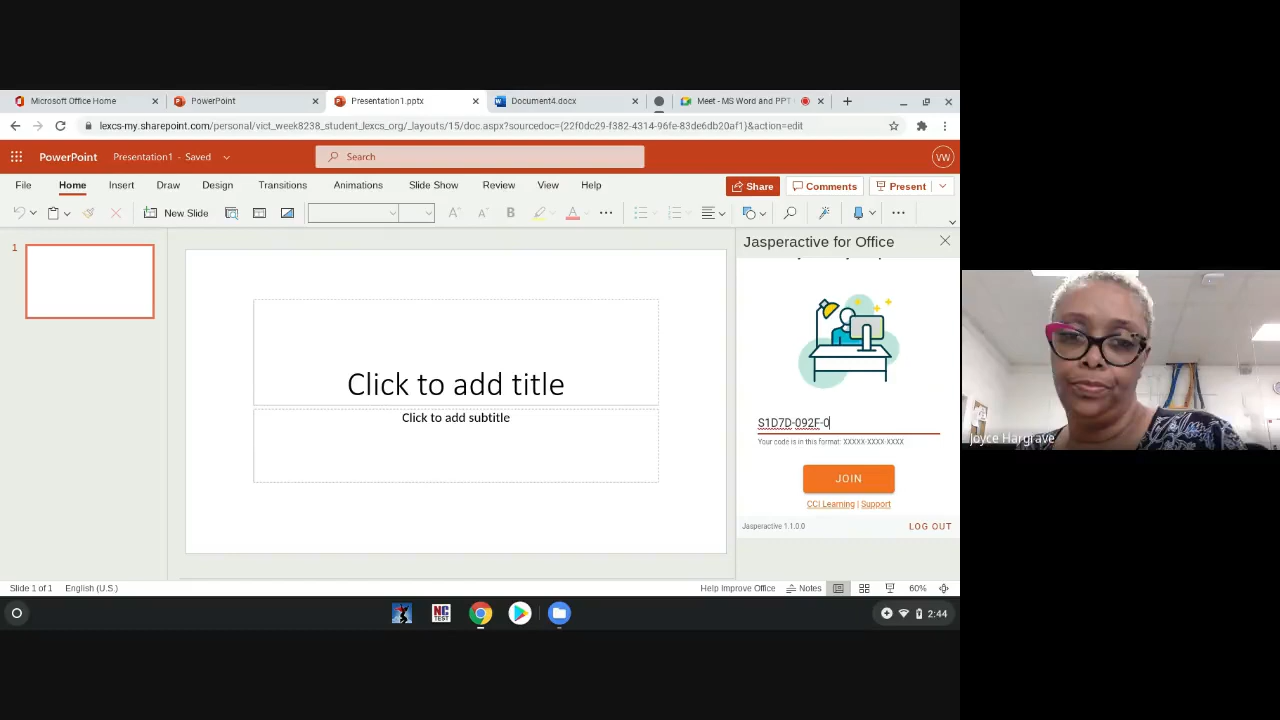 Microsoft Office Home
PowerPoint
Presentation1.pptx
Document4.docx
Meet - MS Word and PPT
lexcs-my.sharepoint.com/personal/vict_week8238_student_lexcs_org/_layouts/15/doc.aspx?sourcedoc={22f0dc29-f382-4314-96fe-83de6db20af1}&action=edit
PowerPoint Presentation1 - Saved
Search
VW
File Home Insert Draw Design Transitions Animations Slide Show Review View Help
Share Comments Present
New Slide
B A
1
Click to add title
Click to add subtitle
Jasperactive for Office
S1D7D-092F-0
Your code is in this format: XXXXX-XXXX-XXXX
JOIN
CCI Learning | Support
Jasperactive 1.1.0.0 LOG OUT
Joyce Hargrave
Slide 1 of 1 English (U.S.) Help Improve Office Notes 60%
NC
TEST
2:44